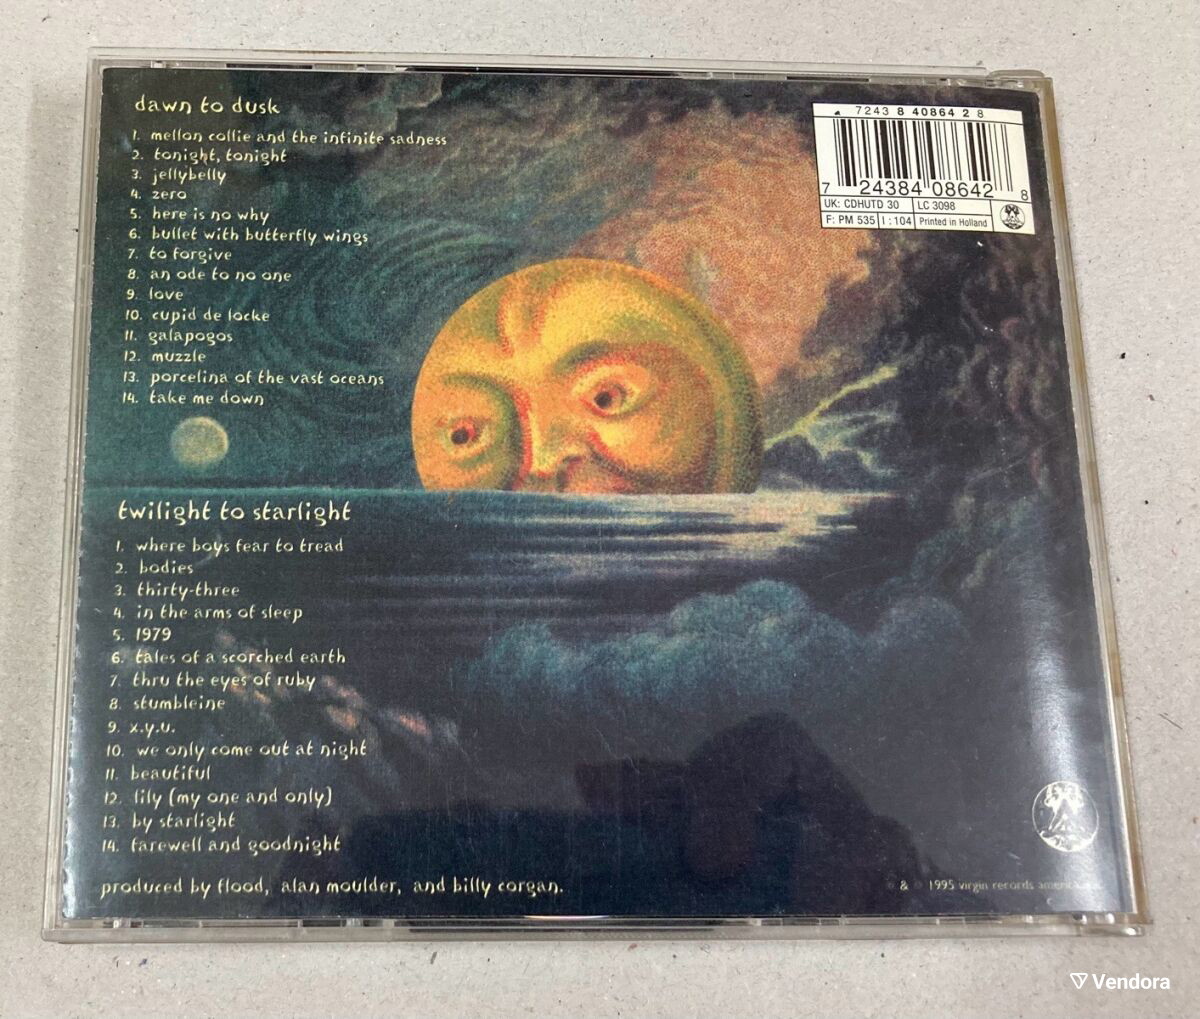 dawn to dusk
1. mellon collie and the infinite sadness
2. tonight, tonight
3. jellybelly
4. zero
5. here is no why
6. bullet with butterfly wings
7. to forgive
8. an ode to no one
9. love
10. cupid de locke
11. galapogos
12. muzzle
13. porcelina of the vast oceans
14. take me down
7243 8 40864 2 8
7 24384 08642 8
UK: CDHUTD 30 LC 3098
F: PM 535 I: 104 Printed in Holland
twilight to starlight
1. where boys fear to tread
2. bodies
3. thirty-three
4. in the arms of sleep
5. 1979
6. tales of a scorched earth
7. thru the eyes of ruby
8. stumbleine
9. x.y.u.
10. we only come out at night
11. beautiful
12. lily (my one and only)
13. by starlight
14. farewell and goodnight
produced by flood, alan moulder, and billy corgan.
& 1995 virgin records
Vendora